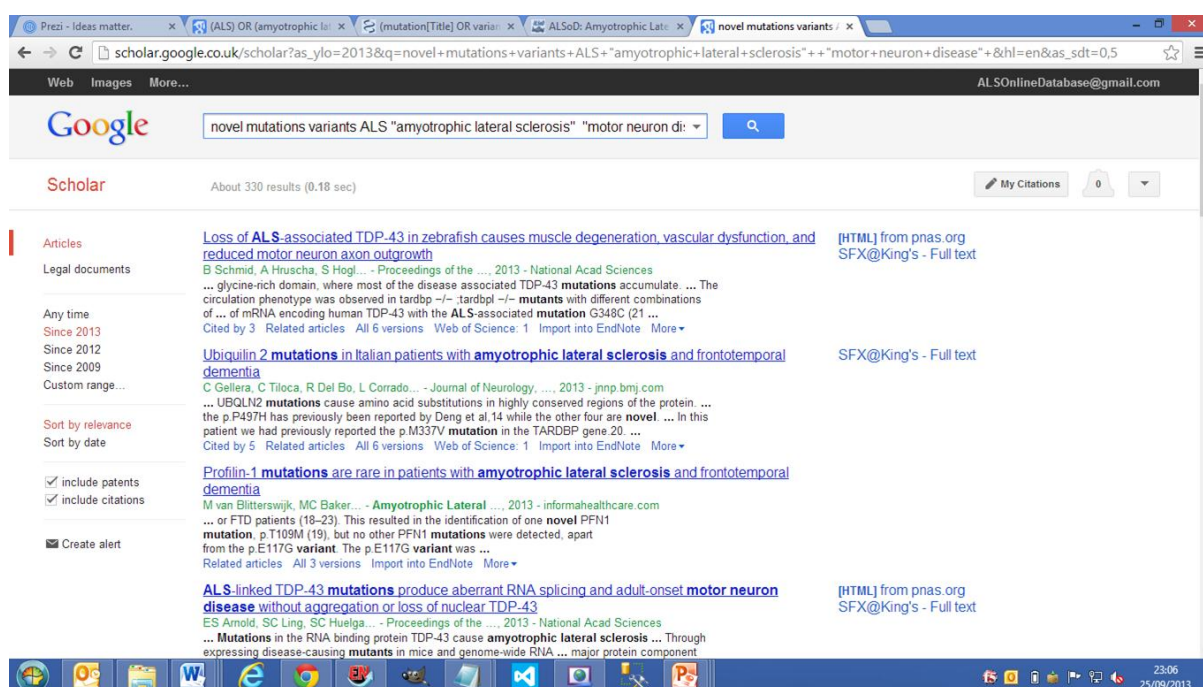 Prezi - Ideas matter.
(ALS) OR (amyotrophic lat
(mutation[Title] OR varian
ALSoD: Amyotrophic Late
novel mutations variants A
scholar.google.co.uk/scholar?as_ylo=2013&q=novel+mutations+variants+ALS+"amyotrophic+lateral+sclerosis"++"motor+neuron+disease"+&hl=en&as_sdt=0,5
Web Images More...
ALSOnlineDatabase@gmail.com
Google
novel mutations variants ALS "amyotrophic lateral sclerosis" "motor neuron di
Scholar
About 330 results (0.18 sec)
My Citations
0
Articles
Legal documents
Any time
Since 2013
Since 2012
Since 2009
Custom range...
Sort by relevance
Sort by date
include patents
include citations
Create alert
Loss of ALS-associated TDP-43 in zebrafish causes muscle degeneration, vascular dysfunction, and
reduced motor neuron axon outgrowth
B Schmid, A Hruscha, S Hogl... - Proceedings of the ..., 2013 - National Acad Sciences
... glycine-rich domain, where most of the disease associated TDP-43 mutations accumulate. ... The
circulation phenotype was observed in tardbp −/− ;tardbpl −/− mutants with different combinations
of ... of mRNA encoding human TDP-43 with the ALS-associated mutation G348C (21 ...
Cited by 3 Related articles All 6 versions Web of Science: 1 Import into EndNote More
[HTML] from pnas.org
SFX@King's - Full text
Ubiquilin 2 mutations in Italian patients with amyotrophic lateral sclerosis and frontotemporal
dementia
C Gellera, C Tiloca, R Del Bo, L Corrado... - Journal of Neurology, ..., 2013 - jnnp.bmj.com
... UBQLN2 mutations cause amino acid substitutions in highly conserved regions of the protein. ...
the p.P497H has previously been reported by Deng et al,14 while the other four are novel. ... In this
patient we had previously reported the p.M337V mutation in the TARDBP gene.20. ...
Cited by 5 Related articles All 6 versions Web of Science: 1 Import into EndNote More
SFX@King's - Full text
Profilin-1 mutations are rare in patients with amyotrophic lateral sclerosis and frontotemporal
dementia
M van Blitterswijk, MC Baker... - Amyotrophic Lateral ..., 2013 - informahealthcare.com
... or FTD patients (18–23). This resulted in the identification of one novel PFN1
mutation, p.T109M (19), but no other PFN1 mutations were detected, apart
from the p.E117G variant. The p.E117G variant was ...
Related articles All 3 versions Import into EndNote More
ALS-linked TDP-43 mutations produce aberrant RNA splicing and adult-onset motor neuron
disease without aggregation or loss of nuclear TDP-43
ES Arnold, SC Ling, SC Huelga... - Proceedings of the ..., 2013 - National Acad Sciences
... Mutations in the RNA binding protein TDP-43 cause amyotrophic lateral sclerosis ... Through
expressing disease-causing mutants in mice and genome-wide RNA ... major protein component
[HTML] from pnas.org
SFX@King's - Full text
23:06
25/09/2013